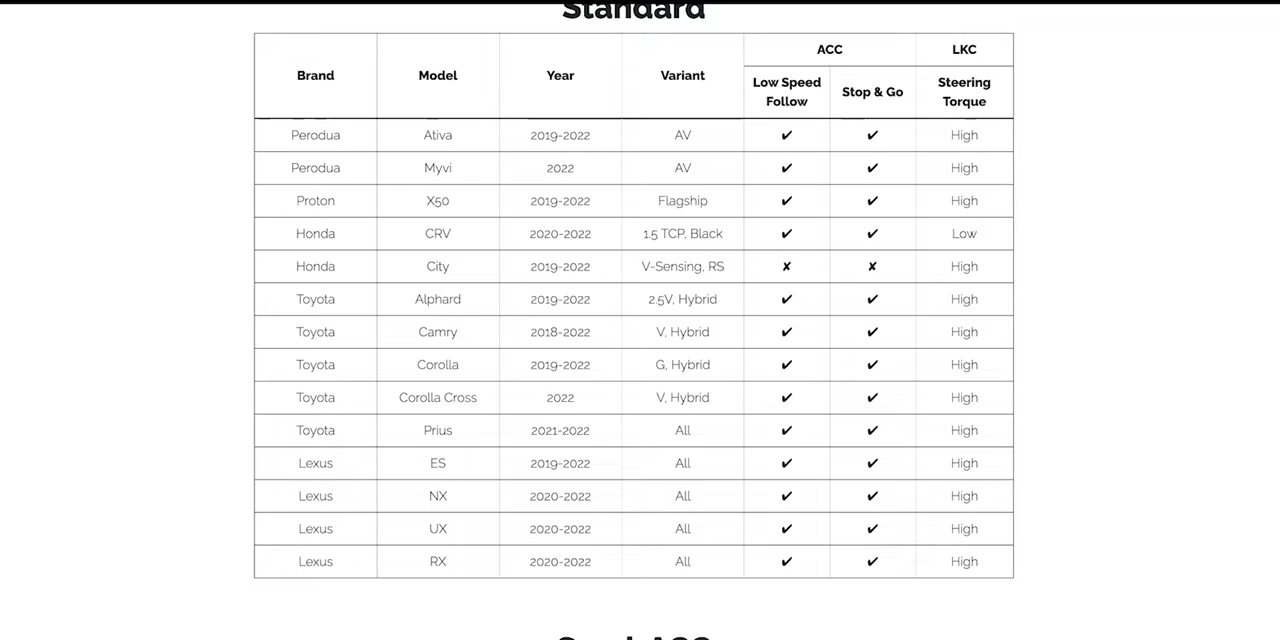 Standard
Brand Model Year Variant ACC LKC
Low Speed Follow Stop & Go Steering Torque
Perodua Ativa 2019-2022 AV ✔ ✔ High
Perodua Myvi 2022 AV ✔ ✔ High
Proton X50 2019-2022 Flagship ✔ ✔ High
Honda CRV 2020-2022 1.5 TCP, Black ✔ ✔ Low
Honda City 2019-2022 V-Sensing, RS ✘ ✘ High
Toyota Alphard 2019-2022 2.5V, Hybrid ✔ ✔ High
Toyota Camry 2018-2022 V, Hybrid ✔ ✔ High
Toyota Corolla 2019-2022 G, Hybrid ✔ ✔ High
Toyota Corolla Cross 2022 V, Hybrid ✔ ✔ High
Toyota Prius 2021-2022 All ✔ ✔ High
Lexus ES 2019-2022 All ✔ ✔ High
Lexus NX 2020-2022 All ✔ ✔ High
Lexus UX 2020-2022 All ✔ ✔ High
Lexus RX 2020-2022 All ✔ ✔ High